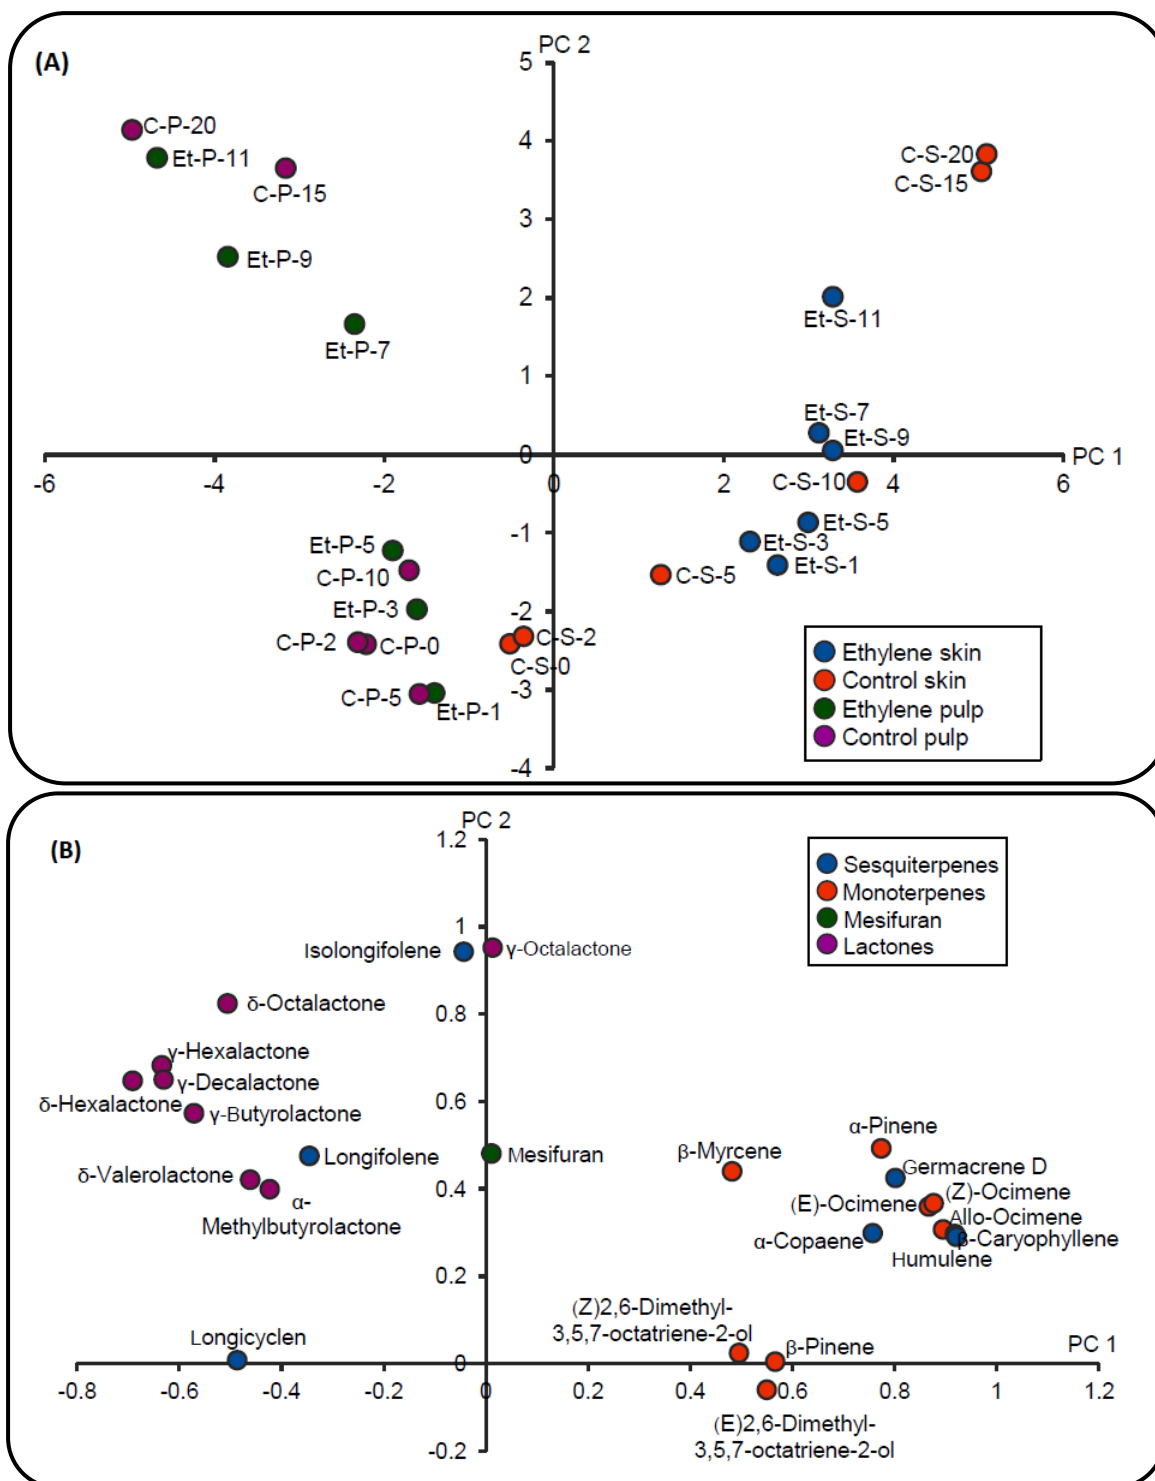 (A)
PC 2
5
4
3
2
1
0
-1
-2
-3
-4
-6
-4
-2
0
2
4
6
PC 1
C-P-20
Et-P-11
C-P-15
Et-P-9
Et-P-7
C-S-20
C-S-15
Et-S-11
Et-S-7
Et-S-9
C-S-10
Et-S-5
Et-S-3
Et-S-1
C-S-5
Et-P-5
C-P-10
Et-P-3
C-P-2
C-P-0
C-S-2
C-S-0
C-P-5
Et-P-1
Ethylene skin
Control skin
Ethylene pulp
Control pulp
(B)
PC 2
1.2
1
0.8
0.6
0.4
0.2
0
-0.2
-0.8
-0.6
-0.4
-0.2
0
0.2
0.4
0.6
0.8
1
1.2
PC 1
Sesquiterpenes
Monoterpenes
Mesifuran
Lactones
Isolongifolene
γ-Octalactone
δ-Octalactone
γ-Hexalactone
γ-Decalactone
δ-Hexalactone
γ-Butyrolactone
Longifolene
Mesifuran
δ-Valerolactone
α-
Methylbutyrolactone
Longicyclen
β-Myrcene
α-Pinene
Germacrene D
(Z)-Ocimene
(E)-Ocimene
Allo-Ocimene
β-Caryophyllene
α-Copaene
Humulene
(Z)2,6-Dimethyl-
3,5,7-octatriene-2-ol
β-Pinene
(E)2,6-Dimethyl-
3,5,7-octatriene-2-ol